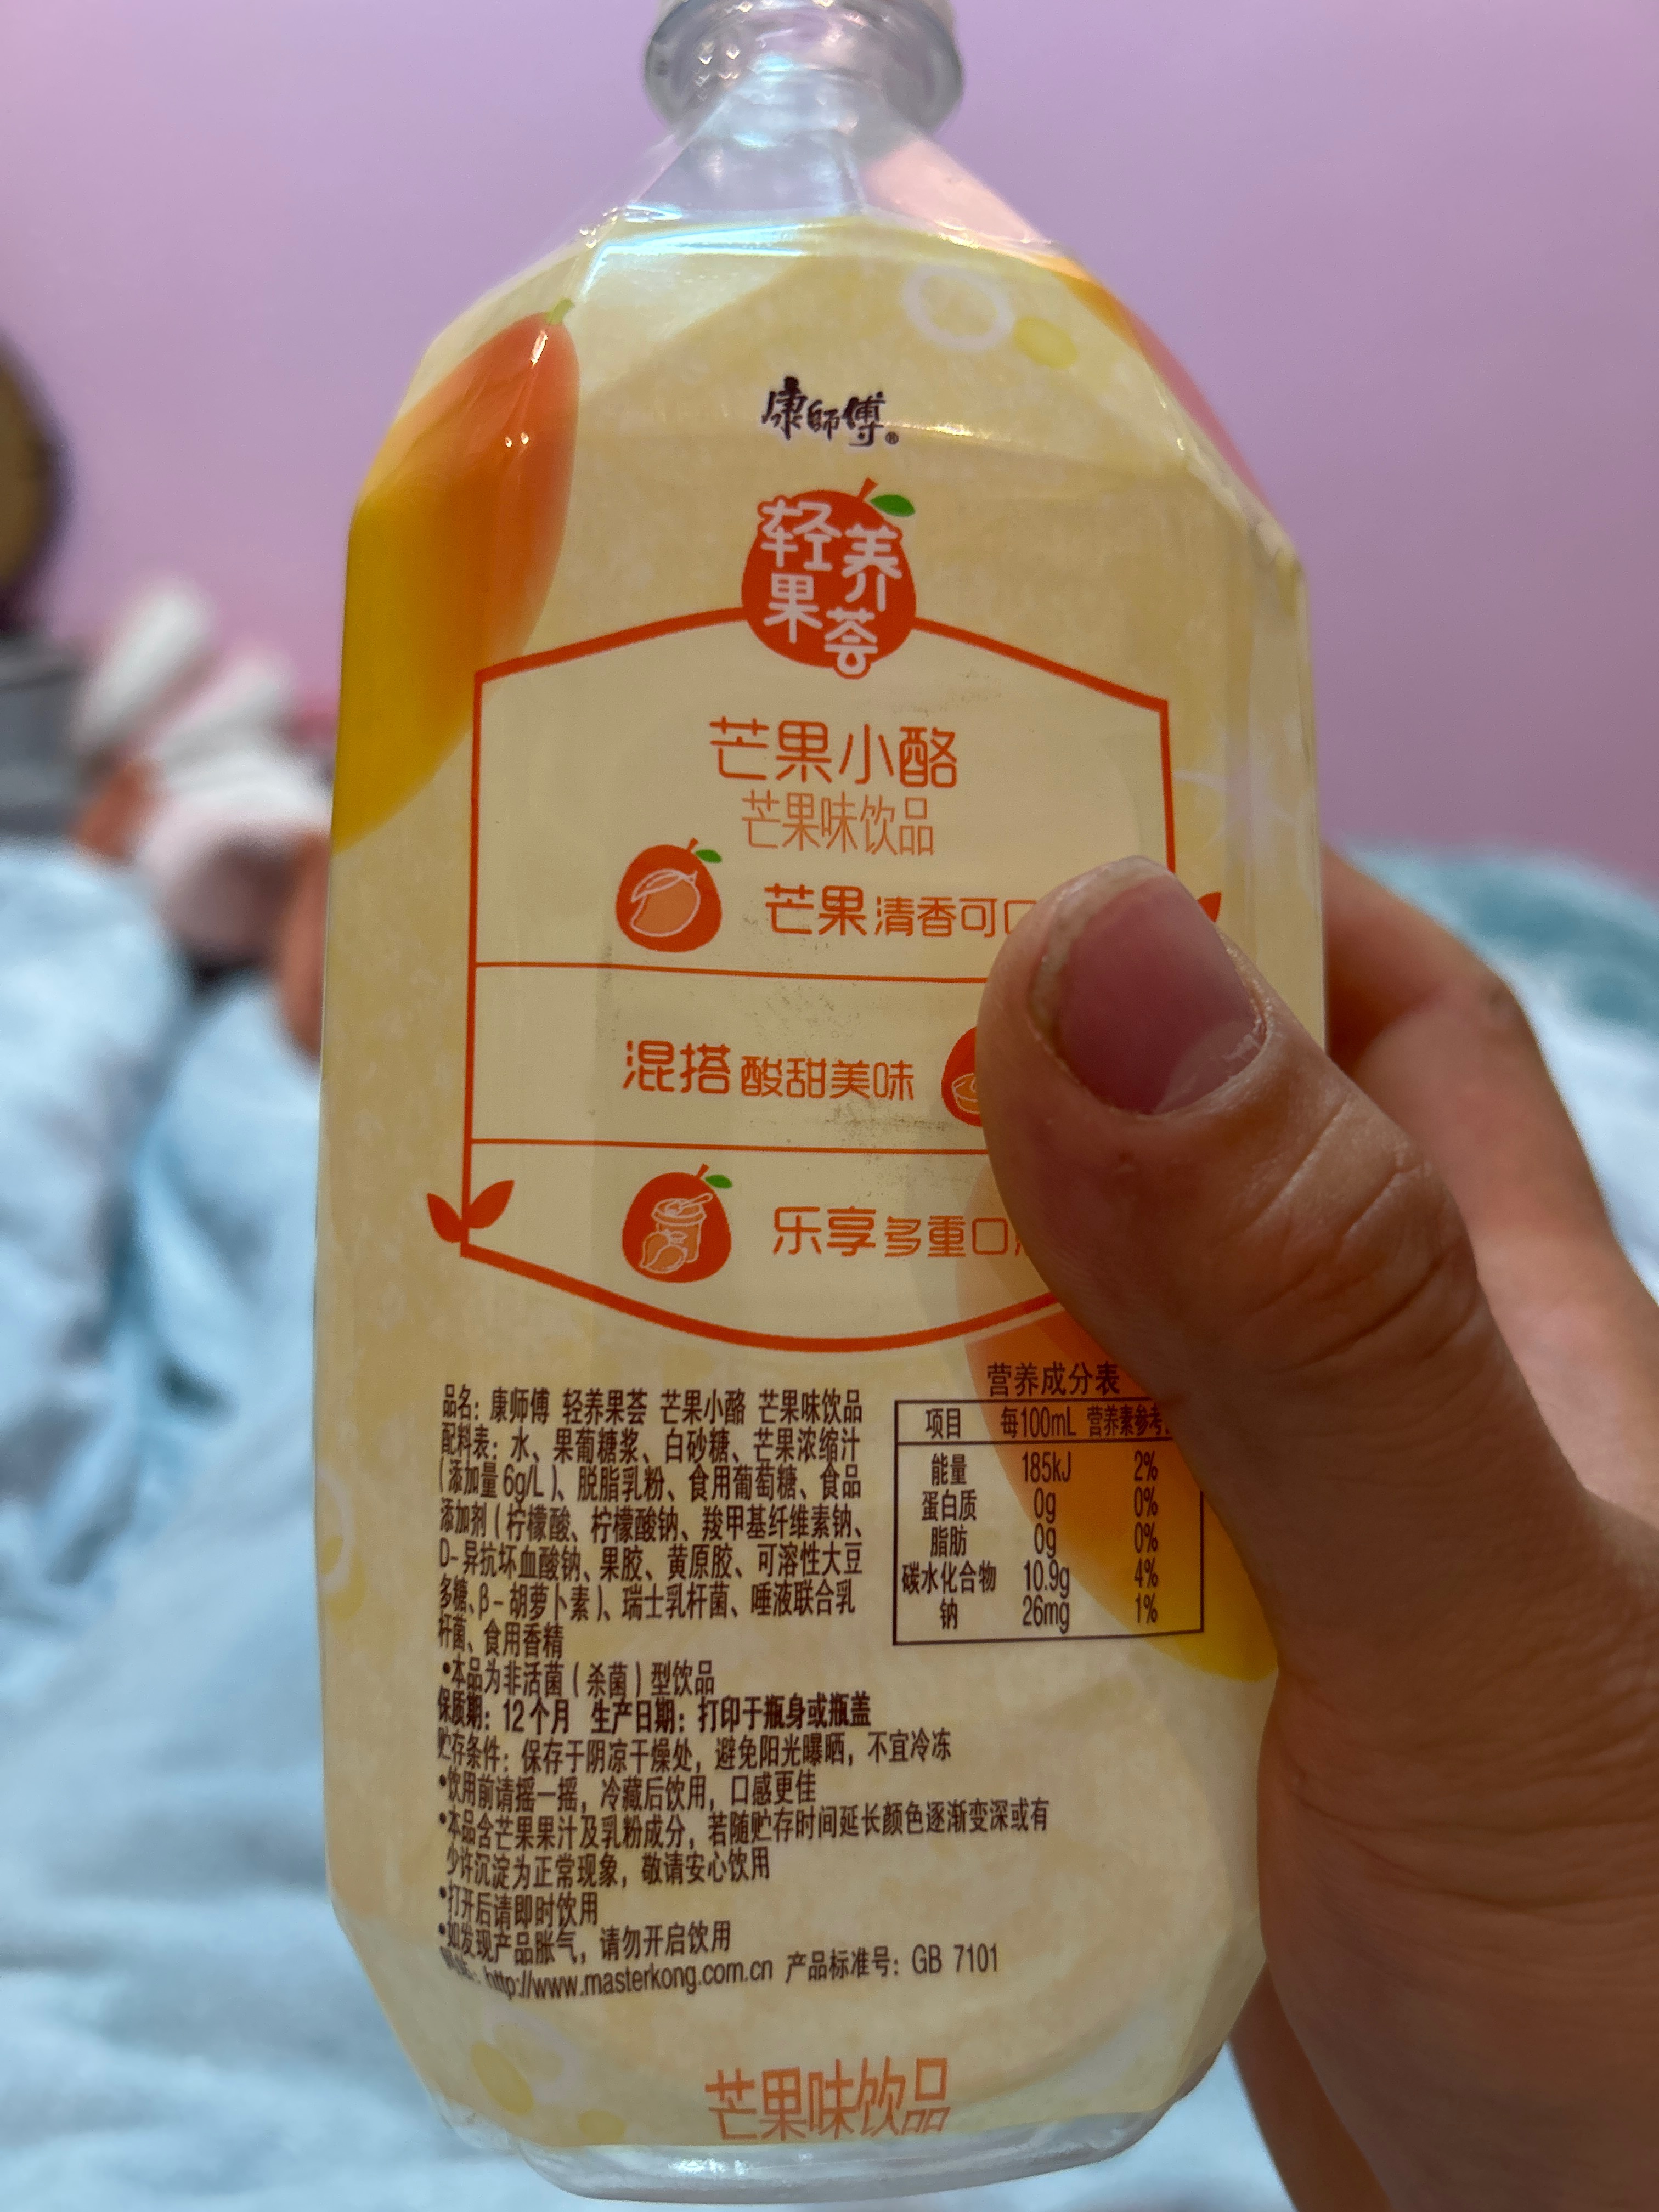 康師傅®
轻养
果荟
芒果小酪
芒果味饮品
芒果清香可口
混搭酸甜美味
乐享多重口
品名：康师傅 轻养果荟 芒果小酪 芒果味饮品
配料表：水、果葡糖浆、白砂糖、芒果浓缩汁
（添加量6g/L）、脱脂乳粉、食用葡萄糖、食品
添加剂（柠檬酸、柠檬酸钠、羧甲基纤维素钠、
D-异抗坏血酸钠、果胶、黄原胶、可溶性大豆
多糖、β-胡萝卜素）、瑞士乳杆菌、唾液联合乳
杆菌、食用香精
•本品为非活菌（杀菌）型饮品
保质期：12个月 生产日期：打印于瓶身或瓶盖
贮存条件：保存于阴凉干燥处，避免阳光曝晒，不宜冷冻
•饮用前请摇一摇，冷藏后饮用，口感更佳
•本品含芒果果汁及乳粉成分，若随贮存时间延长颜色逐渐变深或有
少许沉淀为正常现象，敬请安心饮用
•打开后请即时饮用
•如发现产品胀气，请勿开启饮用
网站：http://www.masterkong.com.cn 产品标准号：GB 7101
营养成分表
项目 每100mL 营养素参考
能量 185kJ 2%
蛋白质 0g 0%
脂肪 0g 0%
碳水化合物 10.9g 4%
钠 26mg 1%
芒果味饮品